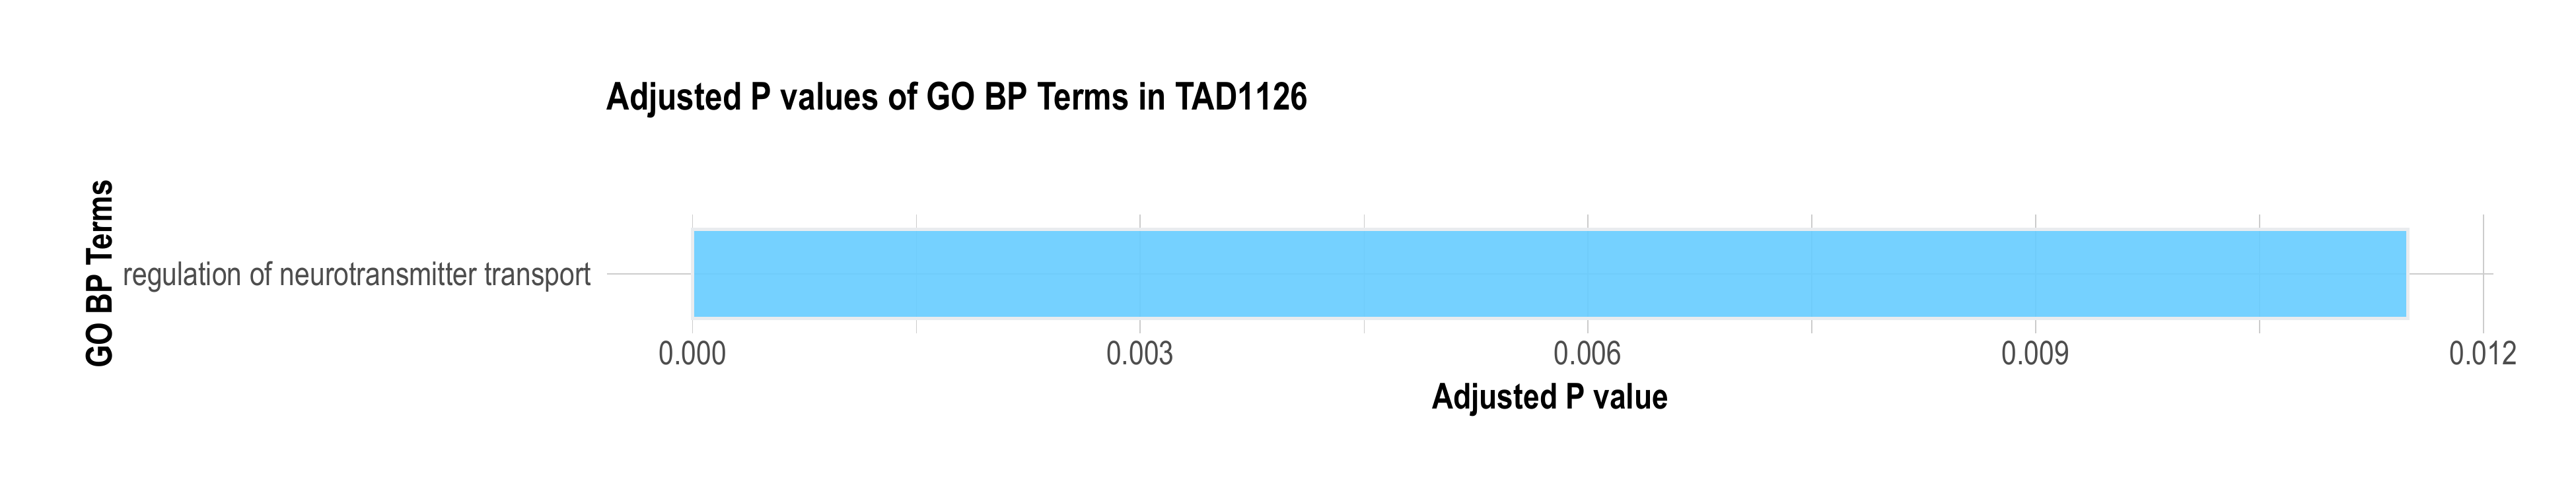 Adjusted P values of GO BP Terms in TAD1126
GO BP Terms
regulation of neurotransmitter transport
0.000
0.003
0.006
0.009
0.012
Adjusted P value